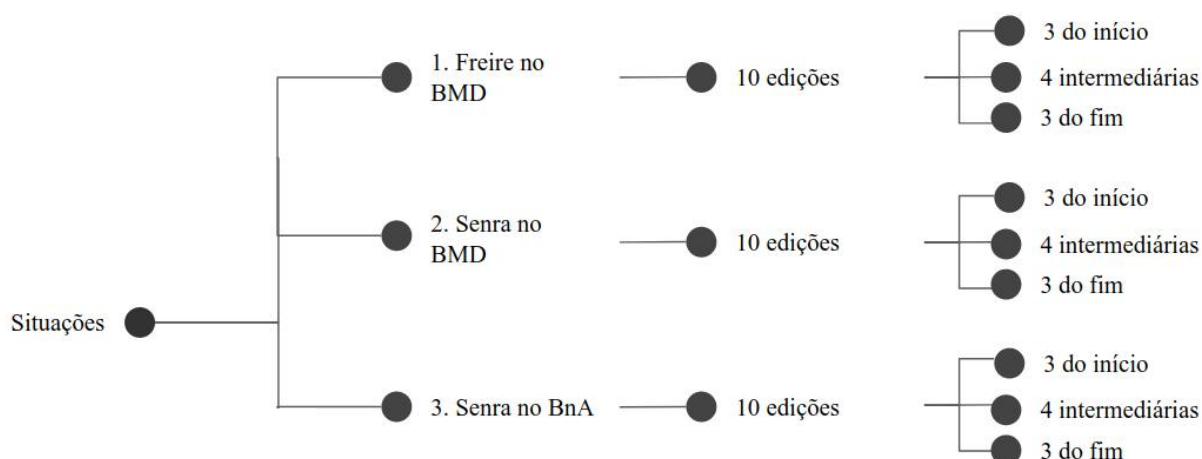 3 do início
1. Freire no
BMD
10 edições
4 intermediárias
3 do fim
3 do início
2. Senra no
BMD
10 edições
4 intermediárias
3 do fim
Situações
3 do início
3. Senra no BnA
10 edições
4 intermediárias
3 do fim